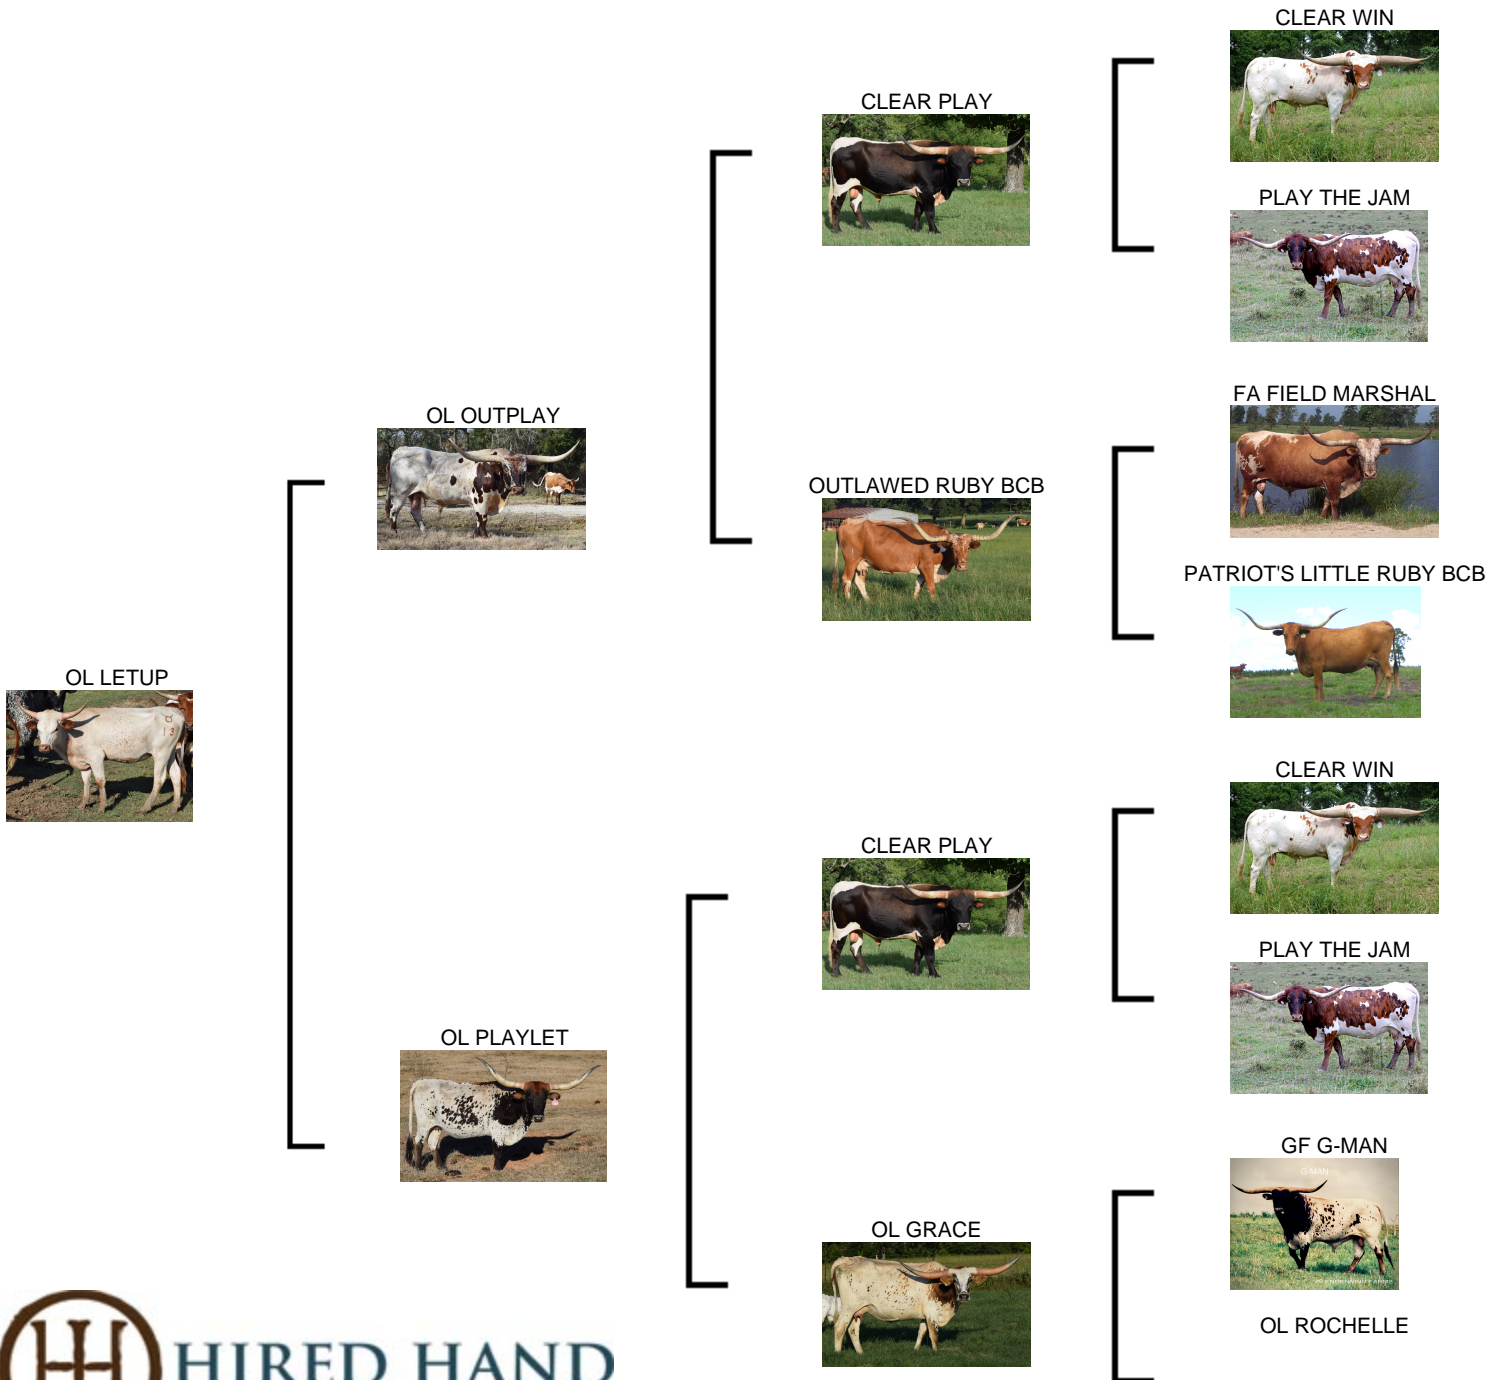 CLEAR WIN
CLEAR PLAY
PLAY THE JAM
FA FIELD MARSHAL
OL OUTPLAY
OUTLAWED RUBY BCB
PATRIOT'S LITTLE RUBY BCB
OL LETUP
CLEAR WIN
CLEAR PLAY
PLAY THE JAM
OL PLAYLET
GF G-MAN
G-MAN
OL GRACE
OL ROCHELLE
HIRED HAND